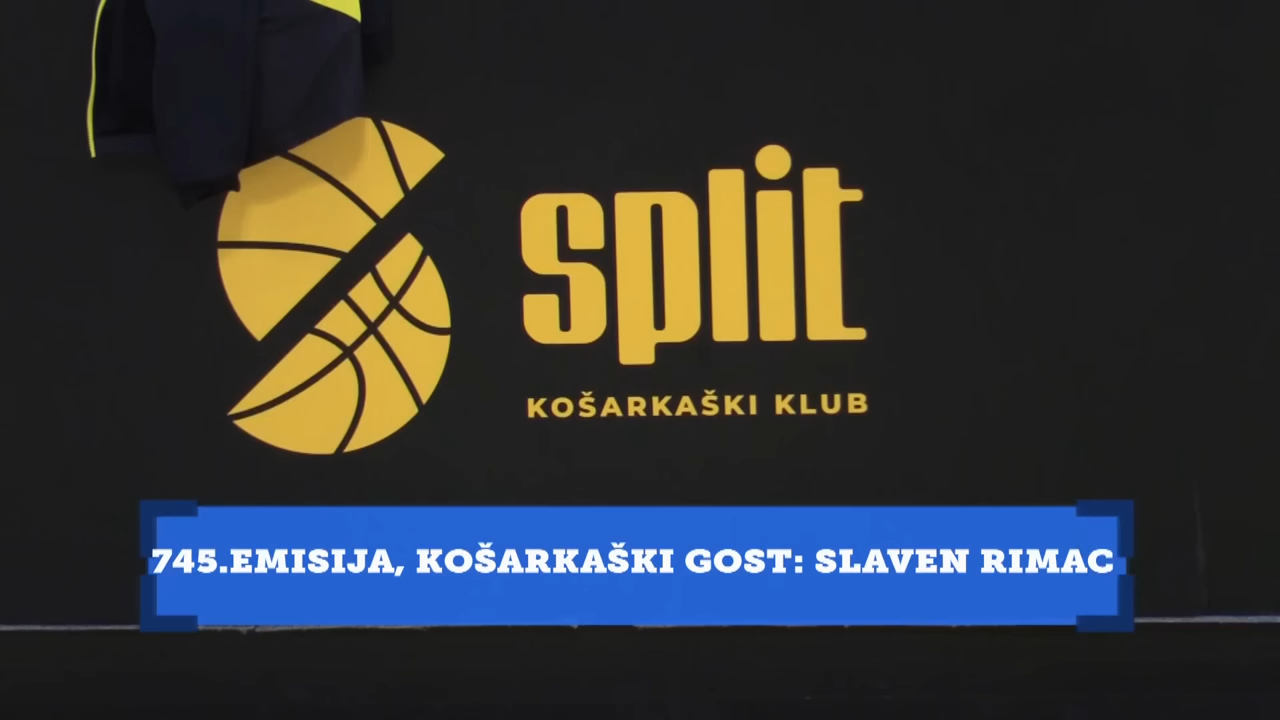 split
KOŠARKAŠKI KLUB
745.EMISIJA, KOŠARKAŠKI GOST: SLAVEN RIMAC